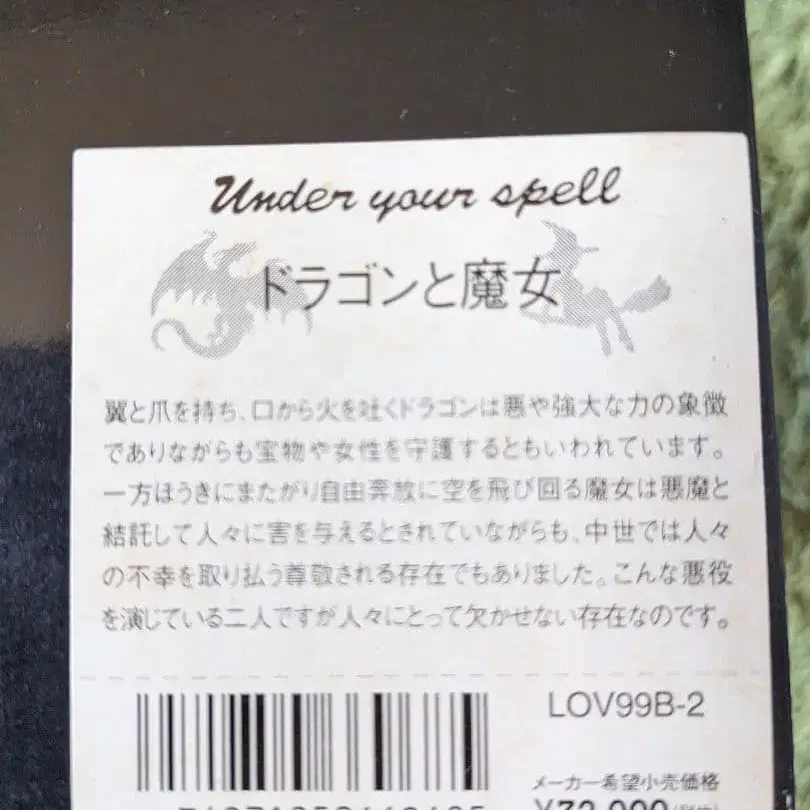 Under your spell
ドラゴンと魔女
翼と爪を持ち、口から火を吐くドラゴンは悪や強大な力の象徴
でありながらも宝物や女性を守護するともいわれています。
一方ほうきにまたがり自由奔放に空を飛び回る魔女は悪魔と
結託して人々に害を与えるとされていながらも、中世では人々
の不幸を取り払う尊敬される存在でもありました。こんな悪役
を演じている二人ですが人々にとって欠かせない存在なのです。
LOV99B-2
メーカー希望小売価格